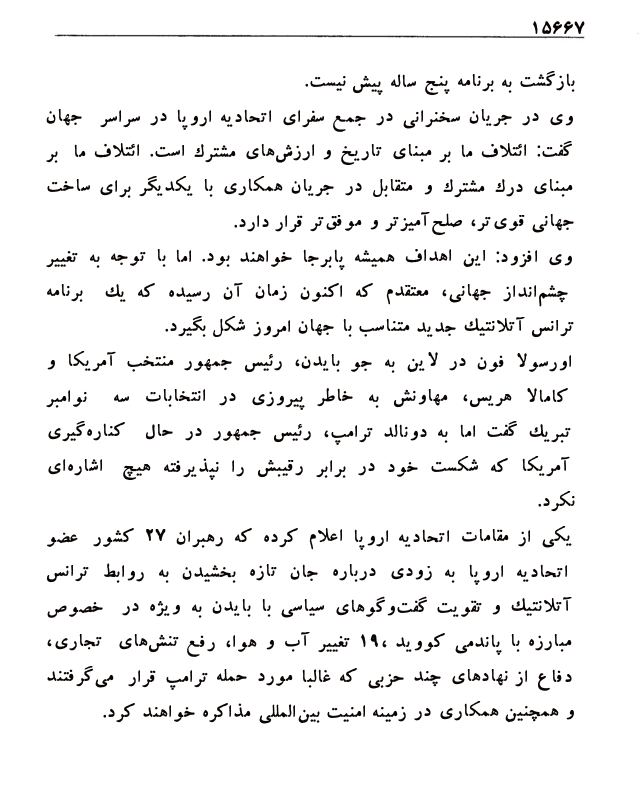 ۱۵۶۶۷
بازگشت به برنامه پنج ساله پیش نیست.
وی در جریان سخنرانی در جمع سفرای اتحادیه اروپا در سراسر جهان
گفت: ائتلاف ما بر مبنای تاریخ و ارزش‌های مشترك است. ائتلاف ما بر
مبنای درك مشترك و متقابل در جریان همکاری با یکدیگر برای ساخت
جهانی قوی‌تر، صلح‌آمیزتر و موفق‌تر قرار دارد.
وی افزود: این اهداف همیشه پابرجا خواهند بود. اما با توجه به تغییر
چشم‌انداز جهانی، معتقدم که اکنون زمان آن رسیده که یك برنامه
ترانس آتلانتیك جدید متناسب با جهان امروز شکل بگیرد.
اورسولا فون در لاین به جو بایدن، رئیس جمهور منتخب آمریکا و
کامالا هریس، مهاونش به خاطر پیروزی در انتخابات سه نوامبر
تبریك گفت اما به دونالد ترامپ، رئیس جمهور در حال کناره‌گیری
آمریکا که شکست خود در برابر رقیبش را نپذیرفته هیچ اشاره‌ای
نکرد.
یکی از مقامات اتحادیه اروپا اعلام کرده که رهبران ۲۷ کشور عضو
اتحادیه اروپا به زودی درباره جان تازه بخشیدن به روابط ترانس
آتلانتیك و تقویت گفت‌وگوهای سیاسی با بایدن به ویژه در خصوص
مبارزه با پاندمی کووید ،۱۹ تغییر آب و هوا، رفع تنش‌های تجاری،
دفاع از نهادهای چند حزبی که غالبا مورد حمله ترامپ قرار می‌گرفتند
و همچنین همکاری در زمینه امنیت بین‌المللی مذاکره خواهند کرد.